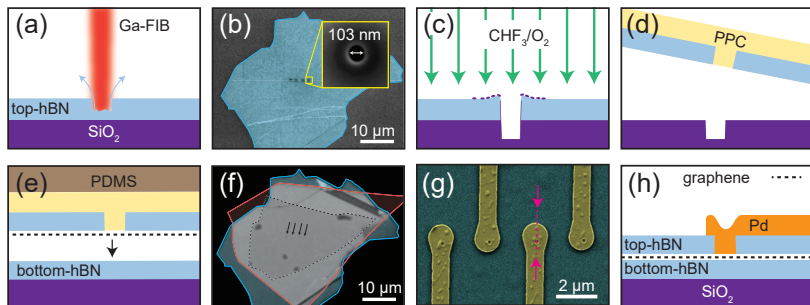 (a)
Ga-FIB
top-hBN
SiO₂
(b)
103 nm
10 µm
(c)
CHF₃/O₂
(d)
PPC
(e)
PDMS
bottom-hBN
(f)
10 µm
(g)
2 µm
(h)
graphene
Pd
top-hBN
bottom-hBN
SiO₂